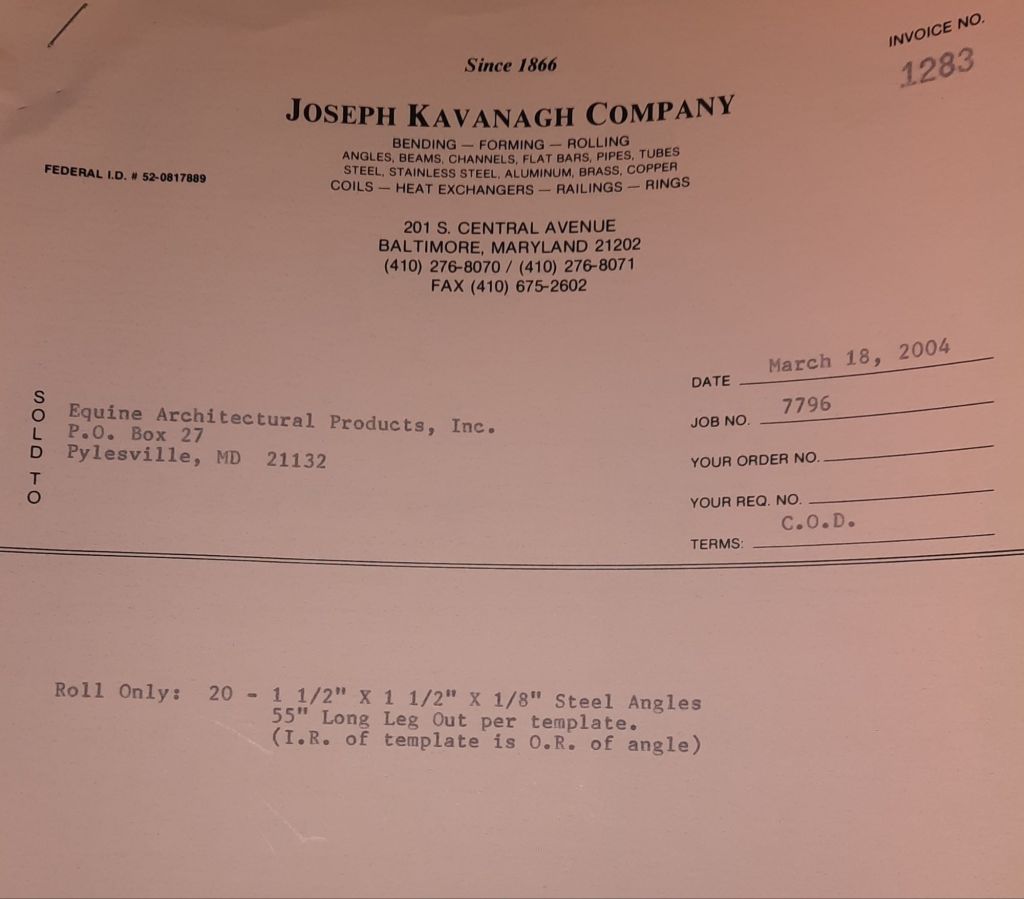 INVOICE NO.
1283
Since 1866
JOSEPH KAVANAGH COMPANY
BENDING — FORMING — ROLLING
ANGLES, BEAMS, CHANNELS, FLAT BARS, PIPES, TUBES
STEEL, STAINLESS STEEL, ALUMINUM, BRASS, COPPER
COILS — HEAT EXCHANGERS — RAILINGS — RINGS
FEDERAL I.D. # 52-0817889
201 S. CENTRAL AVENUE
BALTIMORE, MARYLAND 21202
(410) 276-8070 / (410) 276-8071
FAX (410) 675-2602
DATE March 18, 2004
JOB NO. 7796
YOUR ORDER NO.
YOUR REQ. NO.
TERMS: C.O.D.
SOLD TO
Equine Architectural Products, Inc.
P.O. Box 27
Pylesville, MD 21132
Roll Only: 20 - 1 1/2" X 1 1/2" X 1/8" Steel Angles
55" Long Leg Out per template.
(I.R. of template is O.R. of angle)